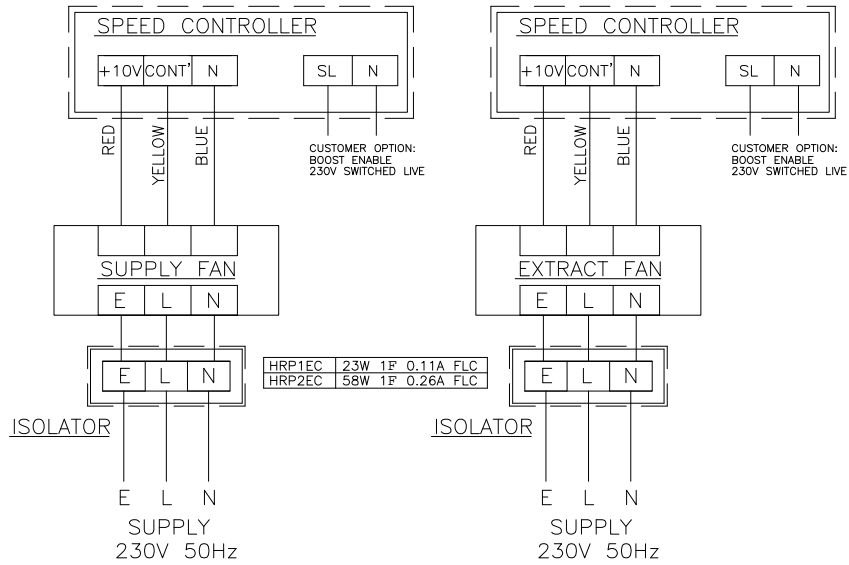 SPEED CONTROLLER
+10V CONT' N SL N
RED YELLOW BLUE
CUSTOMER OPTION:
BOOST ENABLE
230V SWITCHED LIVE
SUPPLY FAN
E L N
E L N
ISOLATOR
E L N
SUPPLY
230V 50Hz
HRP1EC 23W 1F 0.11A FLC
HRP2EC 58W 1F 0.26A FLC
SPEED CONTROLLER
+10V CONT' N SL N
RED YELLOW BLUE
CUSTOMER OPTION:
BOOST ENABLE
230V SWITCHED LIVE
EXTRACT FAN
E L N
E L N
ISOLATOR
E L N
SUPPLY
230V 50Hz